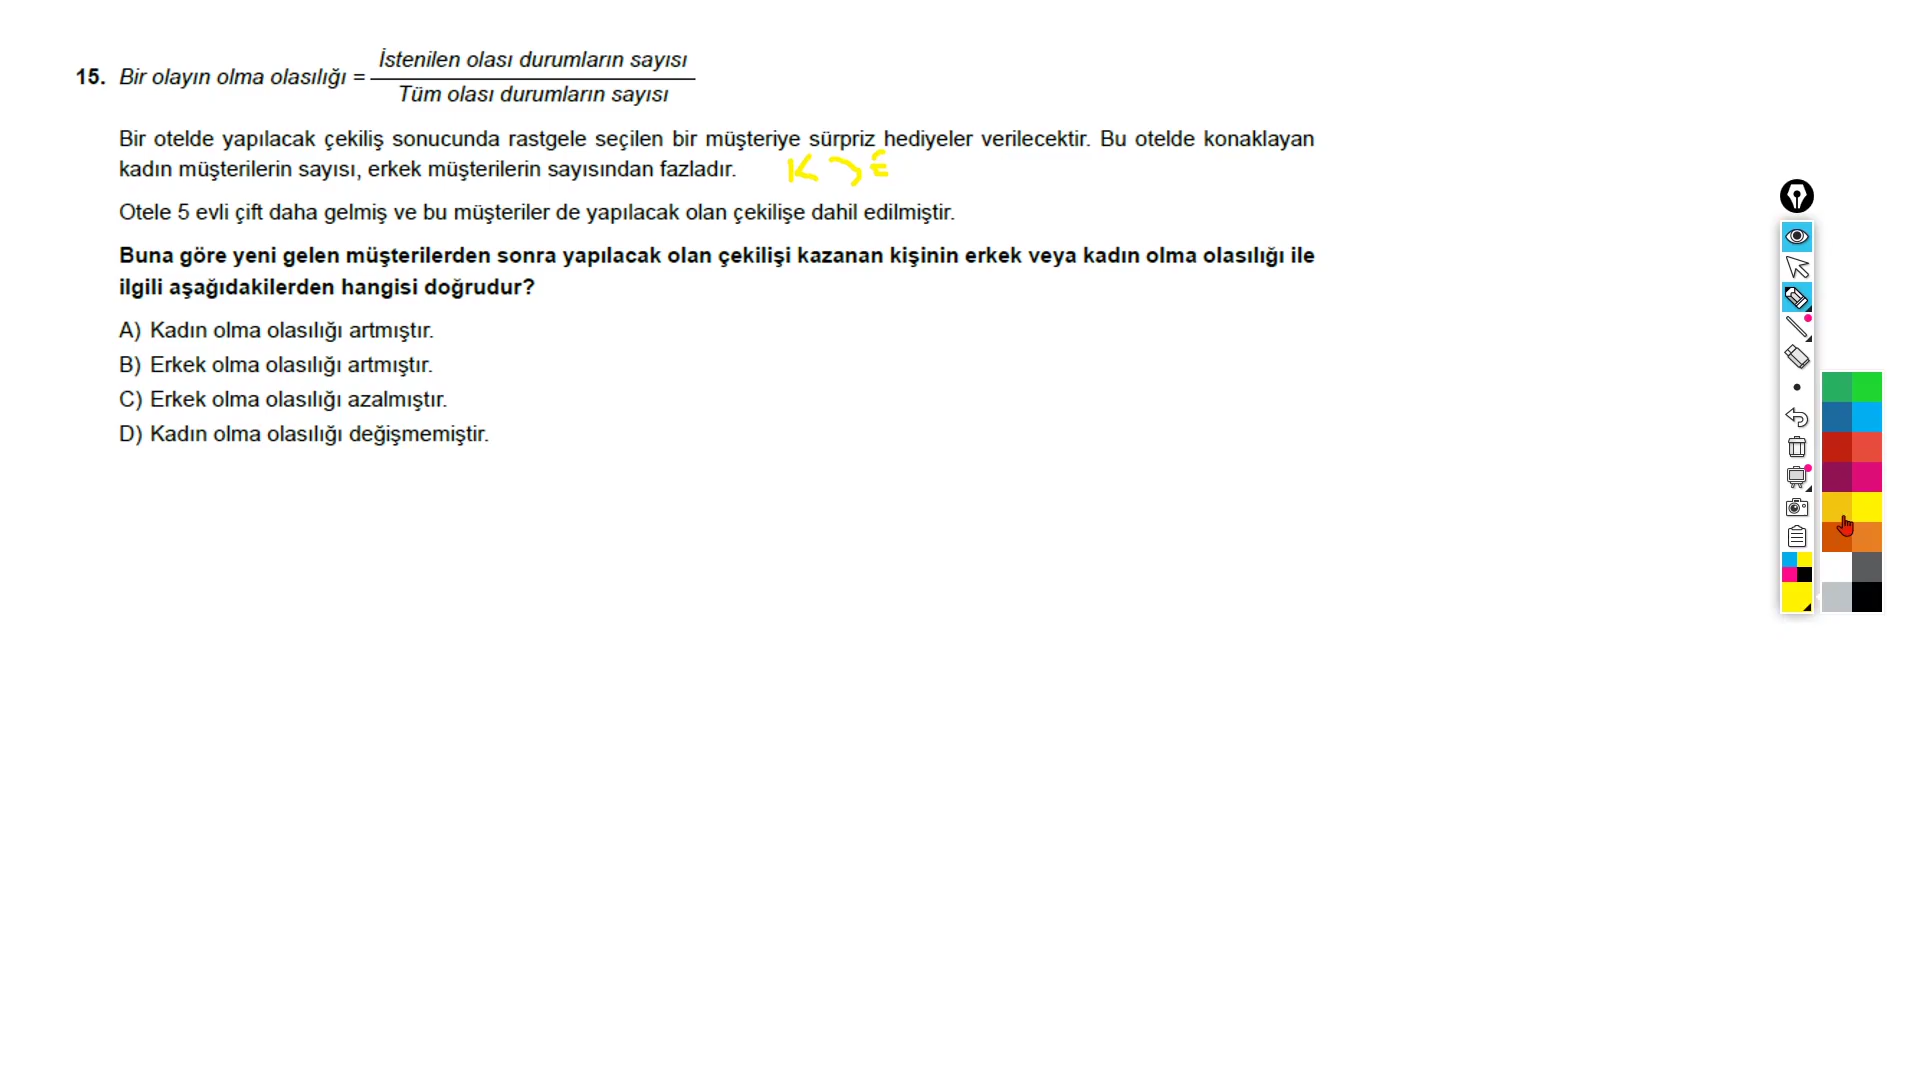 15. Bir olayın olma olasılığı = İstenilen olası durumların sayısı
Tüm olası durumların sayısı
Bir otelde yapılacak çekiliş sonucunda rastgele seçilen bir müşteriye sürpriz hediyeler verilecektir. Bu otelde konaklayan
kadın müşterilerin sayısı, erkek müşterilerin sayısından fazladır.
K > E
Otele 5 evli çift daha gelmiş ve bu müşteriler de yapılacak olan çekilişe dahil edilmiştir.
Buna göre yeni gelen müşterilerden sonra yapılacak olan çekilişi kazanan kişinin erkek veya kadın olma olasılığı ile
ilgili aşağıdakilerden hangisi doğrudur?
A) Kadın olma olasılığı artmıştır.
B) Erkek olma olasılığı artmıştır.
C) Erkek olma olasılığı azalmıştır.
D) Kadın olma olasılığı değişmemiştir.